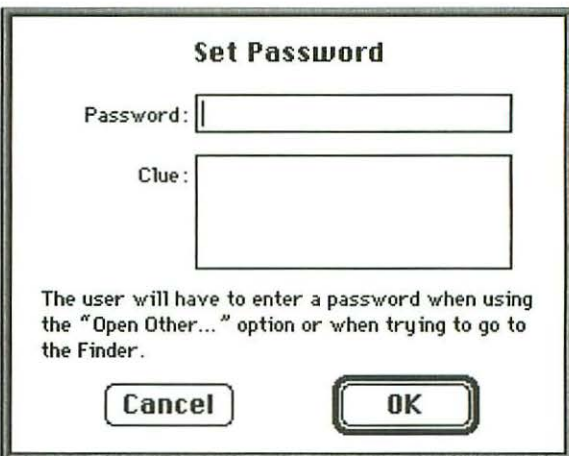 Set Password
Password:
Clue:
The user will have to enter a password when using
the “Open Other...” option or when trying to go to
the Finder.
Cancel
OK